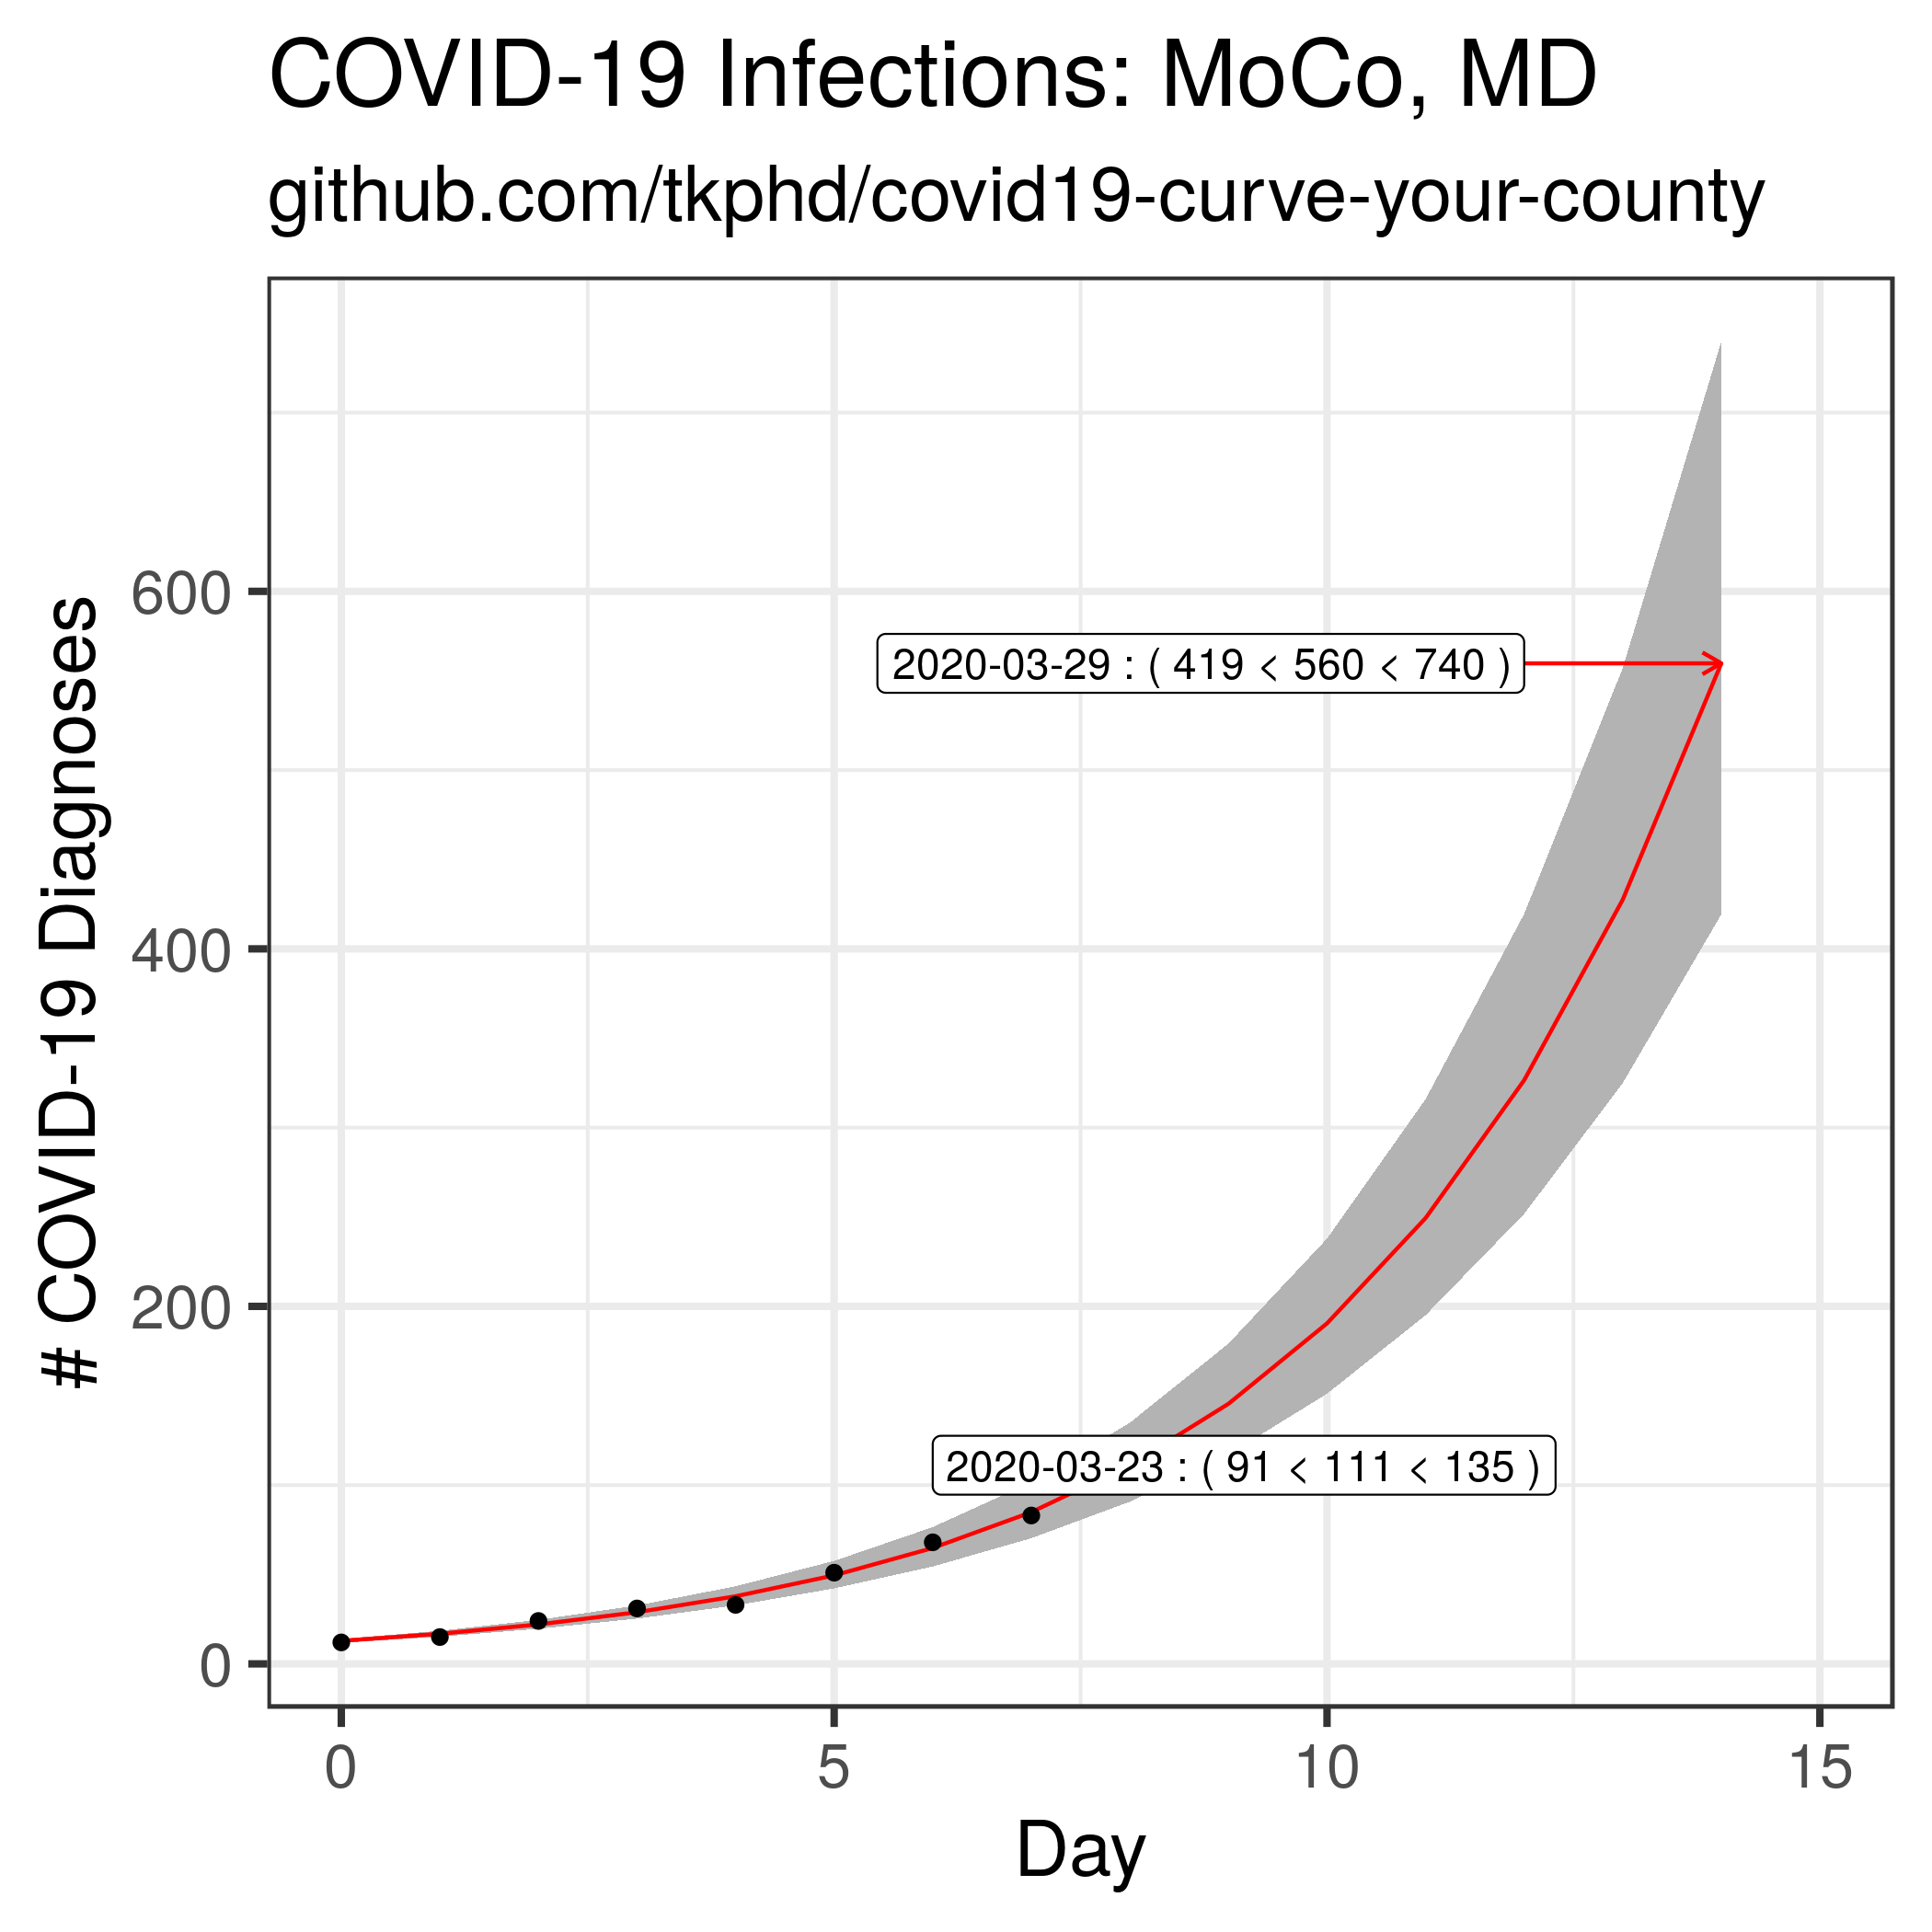 COVID-19 Infections: MoCo, MD
github.com/tkphd/covid19-curve-your-county
# COVID-19 Diagnoses
600
400
200
0
2020-03-29 : ( 419 < 560 < 740 )
2020-03-23 : ( 91 < 111 < 135 )
0
5
10
15
Day